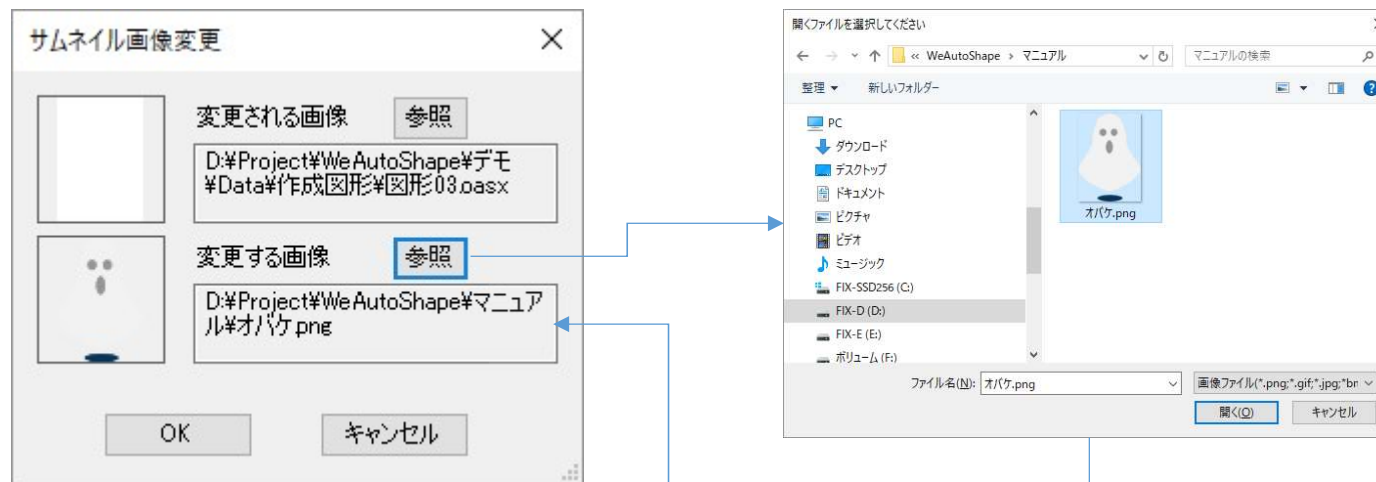 サムネイル画像変更
変更される画像
参照
D:¥Project¥WeAutoShape¥デモ
¥Data¥作成図形¥図形03.oasx
変更する画像
参照
D:¥Project¥WeAutoShape¥マニュア
ル¥オバケ.png
OK
キャンセル
開くファイルを選択してください
« WeAutoShape › マニュアル
マニュアルの検索
整理
新しいフォルダー
PC
ダウンロード
デスクトップ
ドキュメント
ピクチャ
ビデオ
ミュージック
FIX-SSD256 (C:)
FIX-D (D:)
FIX-E (E:)
ボリューム (F:)
オバケ.png
ファイル名(N):
オバケ.png
画像ファイル(*.png;*.gif;*.jpg;*bm
開く(O)
キャンセル